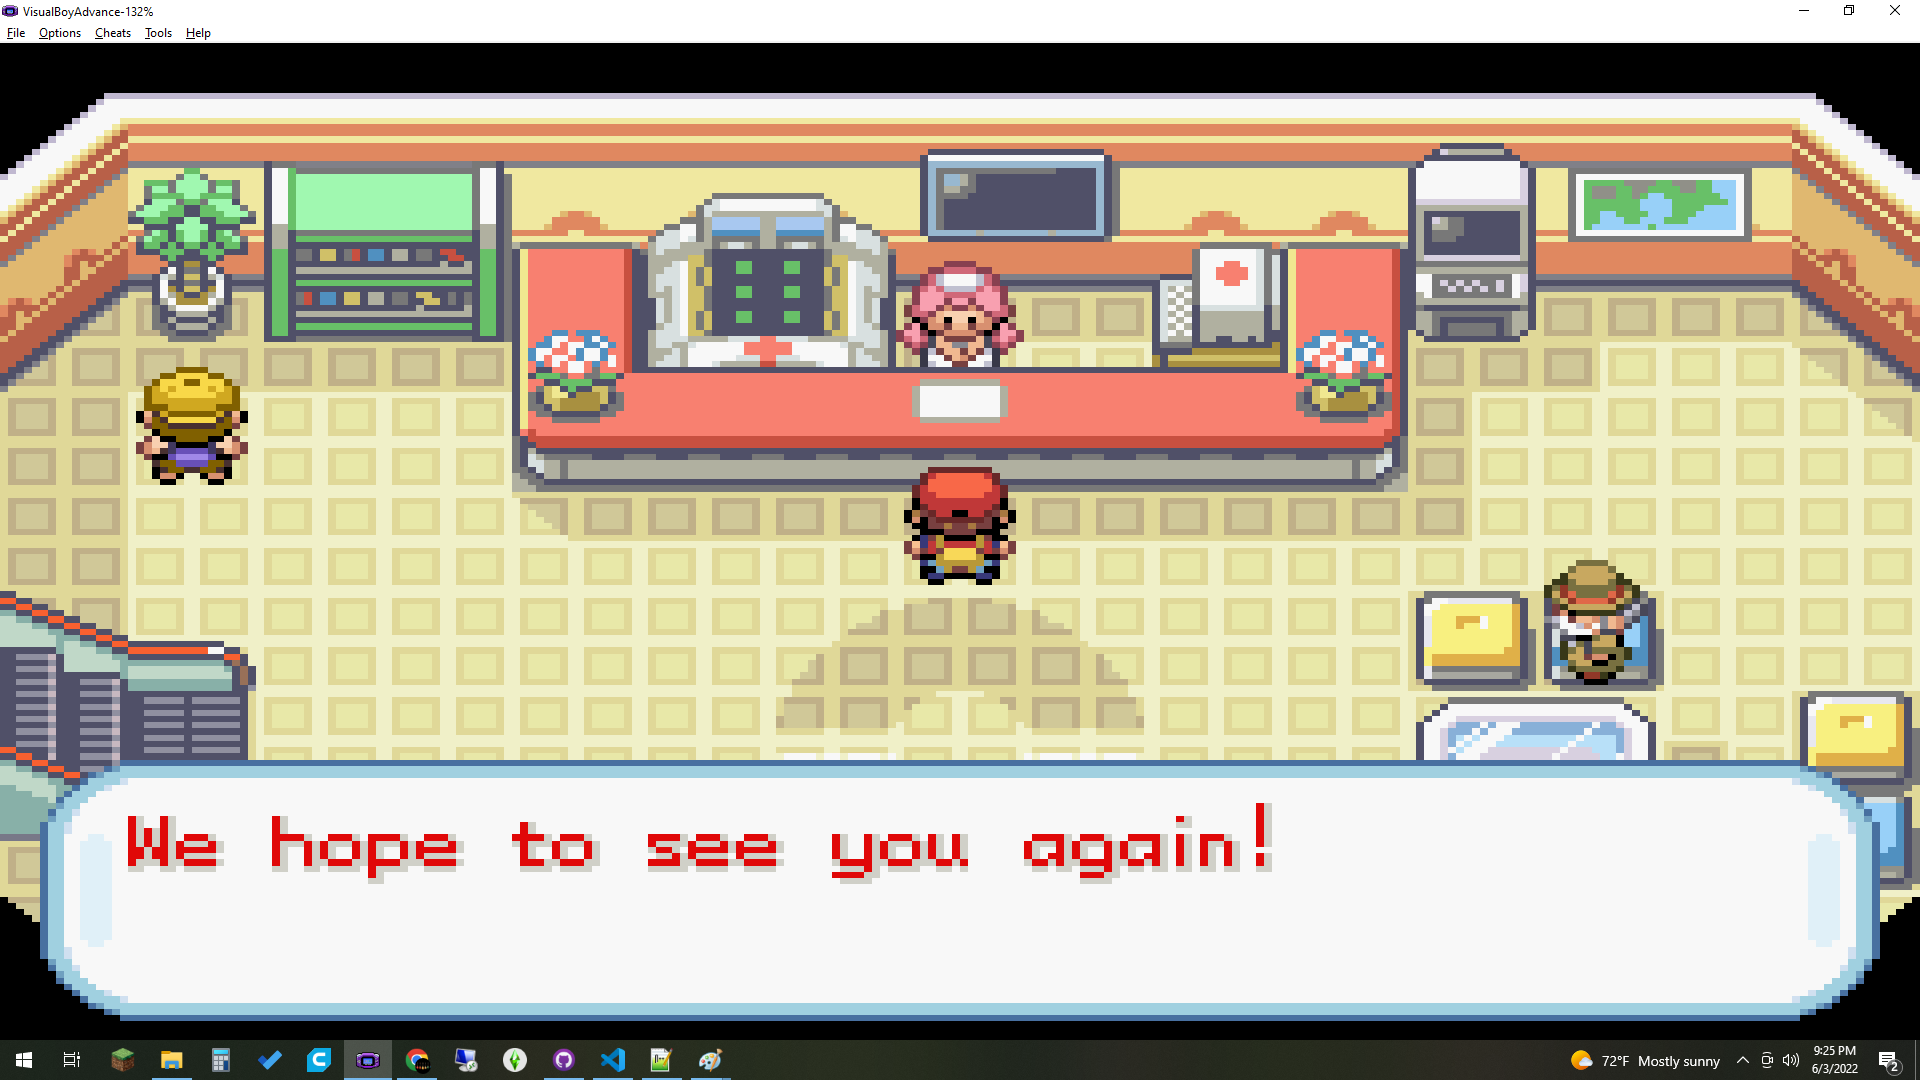 VisualBoyAdvance-132%
File Options Cheats Tools Help
We hope to see you again!
72°F Mostly sunny
9:25 PM
6/3/2022
2